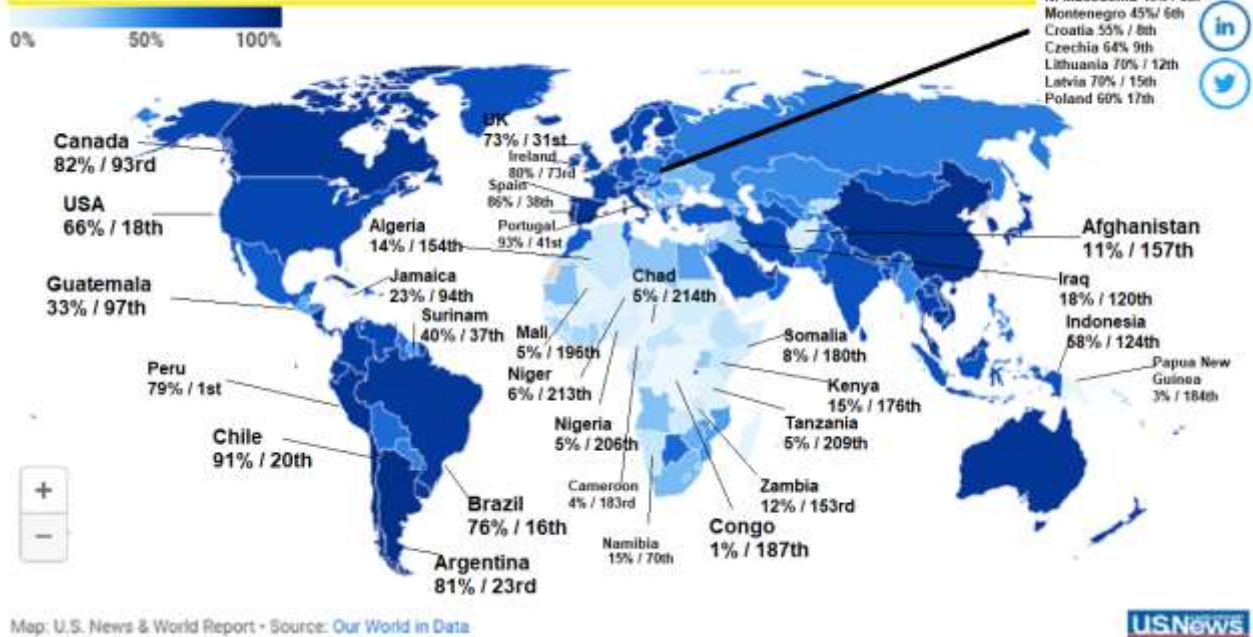 0%
50%
100%
Montenegro 45%/ 6th
Croatia 55% / 8th
Czechia 64% 9th
Lithuania 70% / 12th
Latvia 70% / 15th
Poland 60% 17th
in
Canada
82% / 93rd
UK
73% / 31st
Ireland
80% / 73rd
Spain
86% / 38th
USA
66% / 18th
Algeria
14% / 154th
Portugal
93% / 41st
Afghanistan
11% / 157th
Guatemala
33% / 97th
Jamaica
23% / 94th
Chad
5% / 214th
Iraq
18% / 120th
Surinam
40% / 37th
Mali
5% / 196th
Somalia
8% / 180th
Indonesia
58% / 124th
Peru
79% / 1st
Niger
6% / 213th
Kenya
15% / 176th
Papua New
Guinea
3% / 184th
Chile
91% / 20th
Nigeria
5% / 206th
Tanzania
5% / 209th
+
−
Brazil
76% / 16th
Cameroon
4% / 183rd
Zambia
12% / 153rd
Congo
1% / 187th
Namibia
15% / 70th
Argentina
81% / 23rd
Map: U.S. News & World Report • Source: Our World in Data
U.S.News